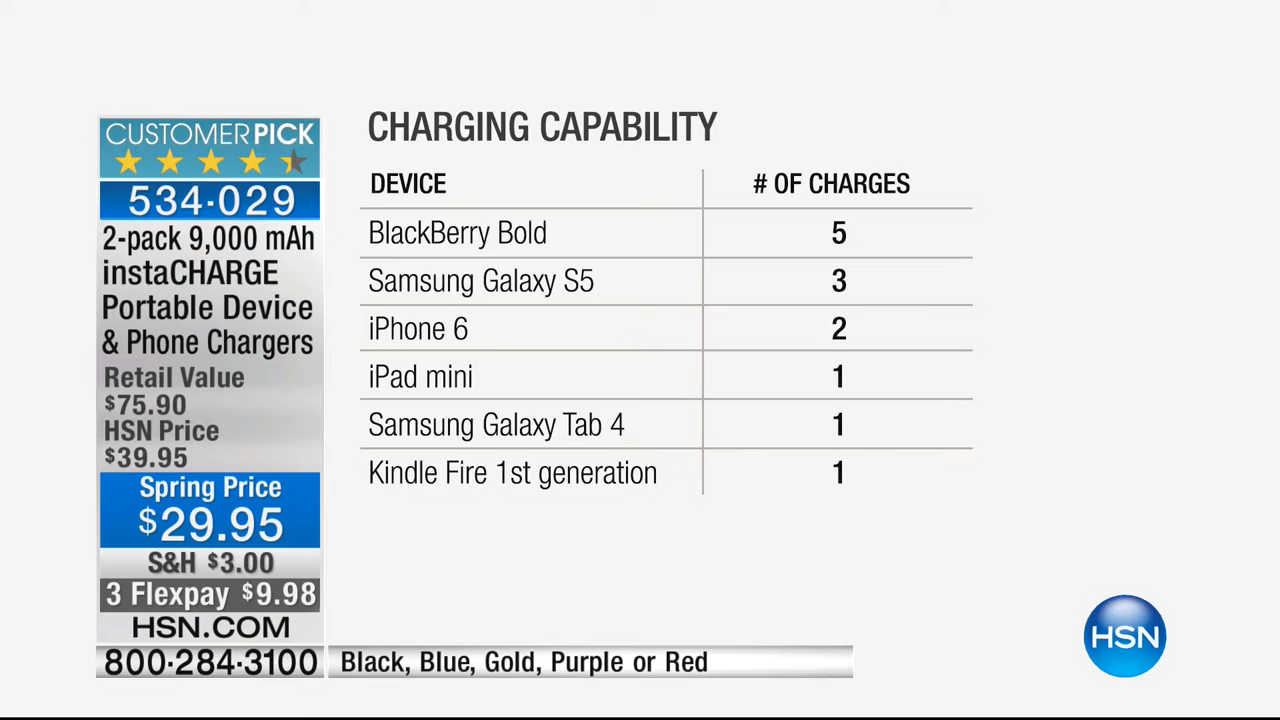 CUSTOMERPICK
534·029
2-pack 9,000 mAh
instaCHARGE
Portable Device
& Phone Chargers
Retail Value
$75.90
HSN Price
$39.95
Spring Price
$29.95
S&H $3.00
3 Flexpay $9.98
HSN.COM
800·284·3100
CHARGING CAPABILITY
DEVICE # OF CHARGES
BlackBerry Bold 5
Samsung Galaxy S5 3
iPhone 6 2
iPad mini 1
Samsung Galaxy Tab 4 1
Kindle Fire 1st generation 1
Black, Blue, Gold, Purple or Red
HSN